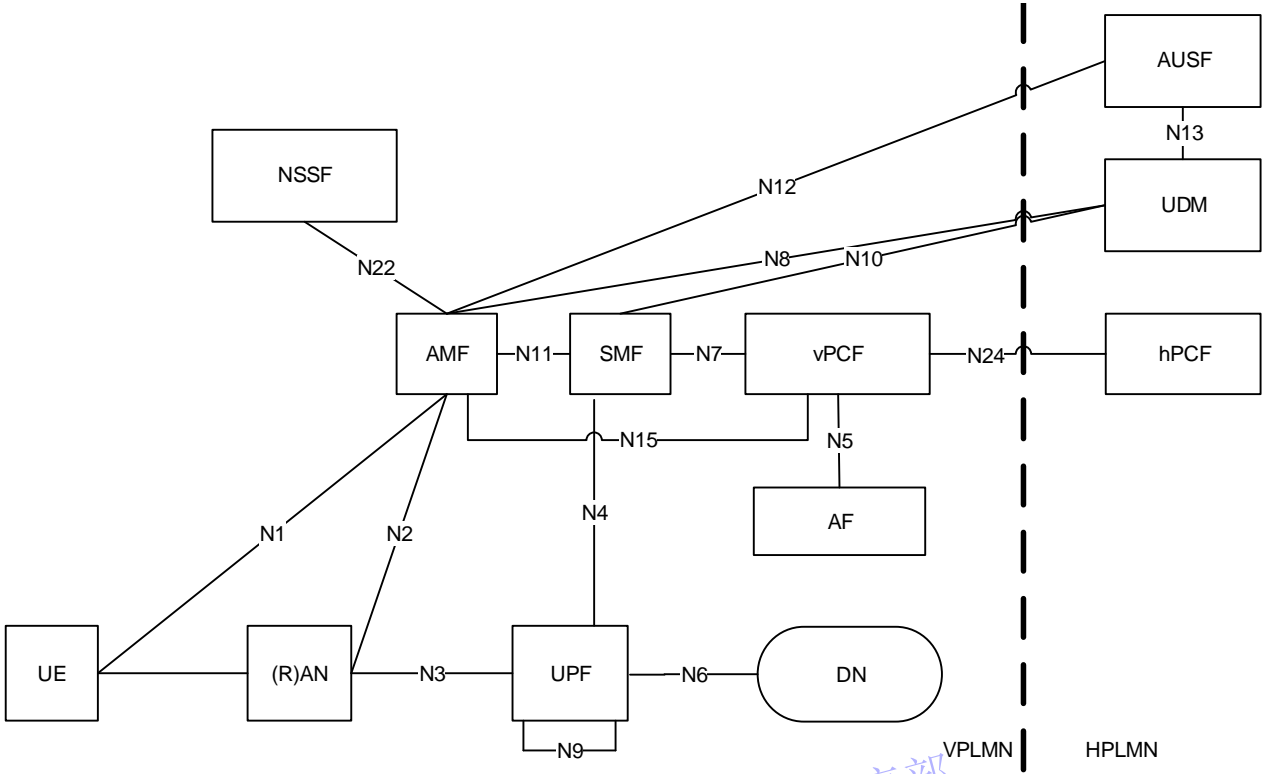 AUSF
N13
NSSF
N12
UDM
N22
N8
N10
AMF
N11
SMF
N7
vPCF
N24
hPCF
N15
N5
N4
AF
N1
N2
UE
(R)AN
N3
UPF
N6
DN
N9
VPLMN
HPLMN